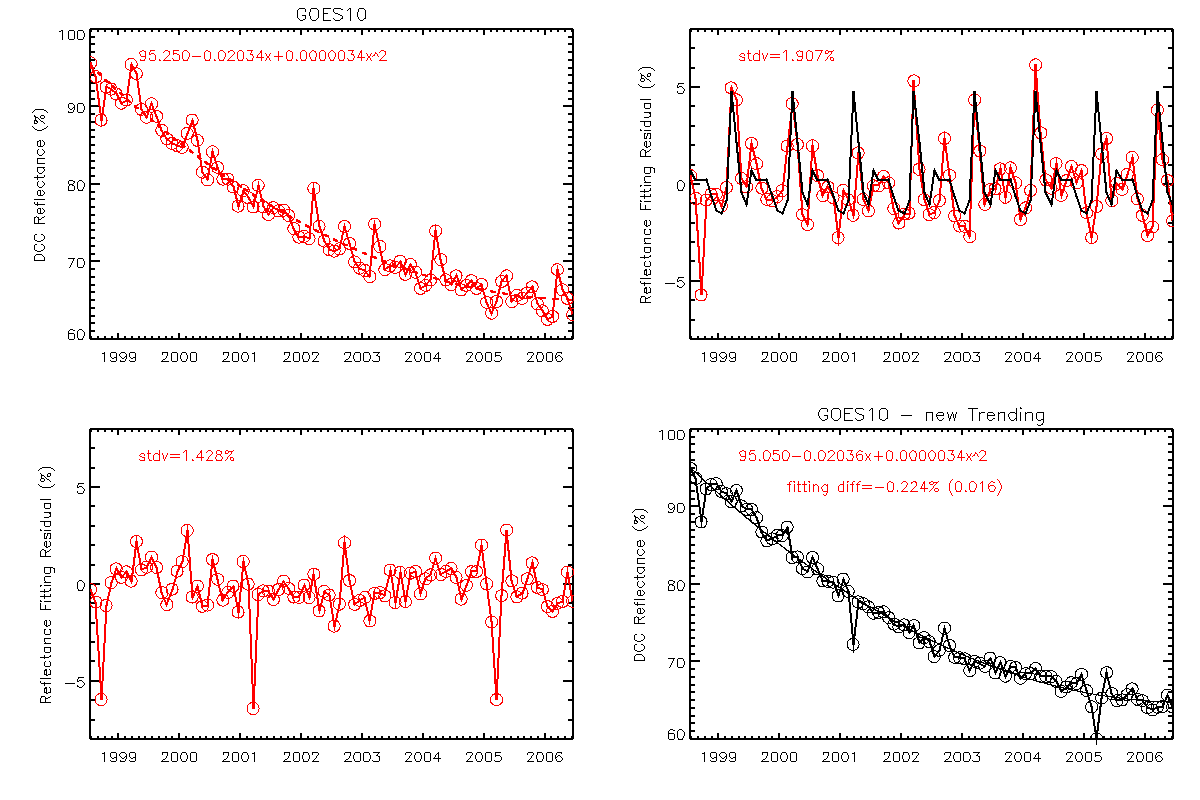 GOES10
95.250−0.02034x+0.0000034x^2
DCC Reflectance (%)
100
90
80
70
60
1999 2000 2001 2002 2003 2004 2005 2006
stdv=1.907%
Reflectance Fitting Residual (%)
5
0
−5
1999 2000 2001 2002 2003 2004 2005 2006
stdv=1.428%
Reflectance Fitting Residual (%)
5
0
−5
1999 2000 2001 2002 2003 2004 2005 2006
GOES10 − new Trending
95.050−0.02036x+0.0000034x^2
fitting diff=−0.224% (0.016)
DCC Reflectance (%)
100
90
80
70
60
1999 2000 2001 2002 2003 2004 2005 2006